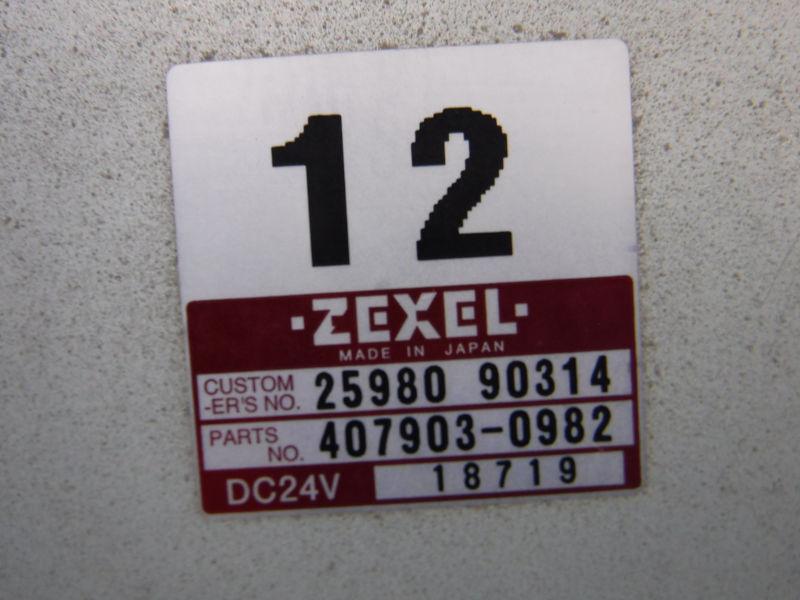 12
·ZEXEL·
MADE IN JAPAN
CUSTOM
-ER'S NO. 25980 90314
PARTS
NO. 407903-0982
DC24V 18719